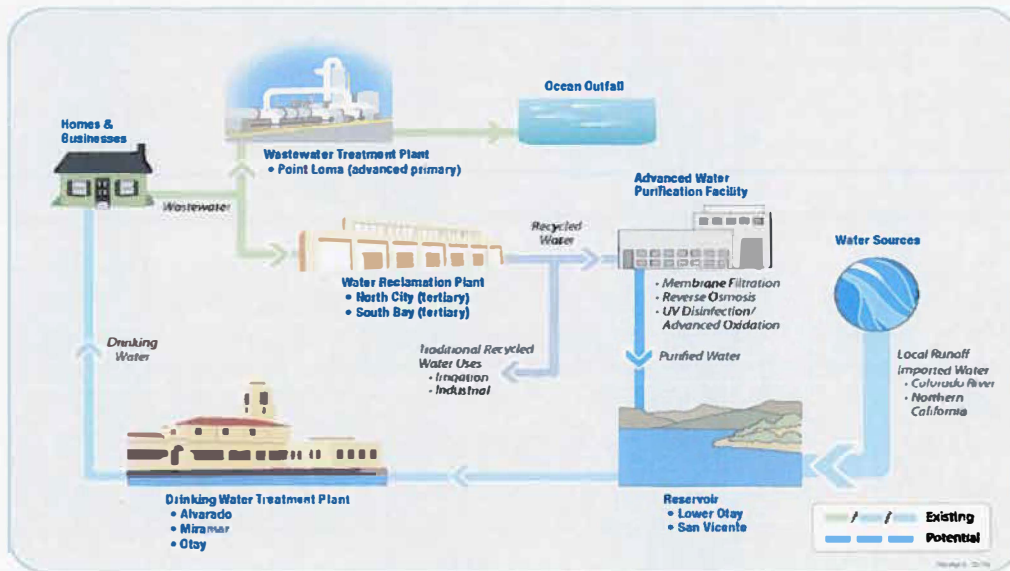 Homes &
Businesses
Wastewater Treatment Plant
• Point Loma (advanced primary)
Ocean Outfall
Wastewater
Water Reclamation Plant
• North City (tertiary)
• South Bay (tertiary)
Recycled
Water
Advanced Water
Purification Facility
• Membrane Filtration
• Reverse Osmosis
• UV Disinfection/
Advanced Oxidation
Water Sources
Drinking
Water
Traditional Recycled
Water Uses
• Irrigation
• Industrial
Purified Water
Local Runoff
Imported Water
• Colorado River
• Northern
California
Drinking Water Treatment Plant
• Alvarado
• Miramar
• Otay
Reservoir
• Lower Otay
• San Vicente
/ / Existing
Potential